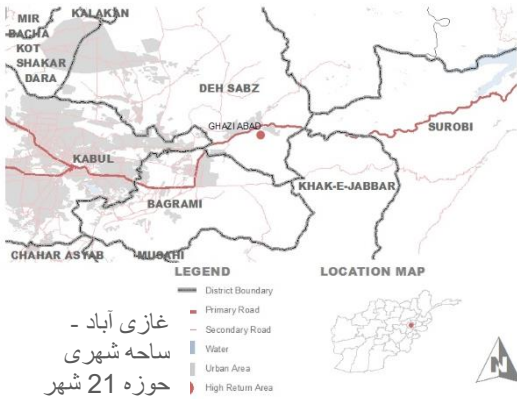 MIR
BACHA
KOT
KALAKAN
SHAKAR
DARA
DEH SABZ
GHAZI ABAD
SUROBI
KABUL
KHAK-E-JABBAR
BAGRAMI
CHAHAR ASYAB
MUSAHI
LEGEND
District Boundary
Primary Road
Secondary Road
Water
Urban Area
High Return Area
LOCATION MAP
N
غازی آباد -
ساحه شهری
حوزه 21 شهر